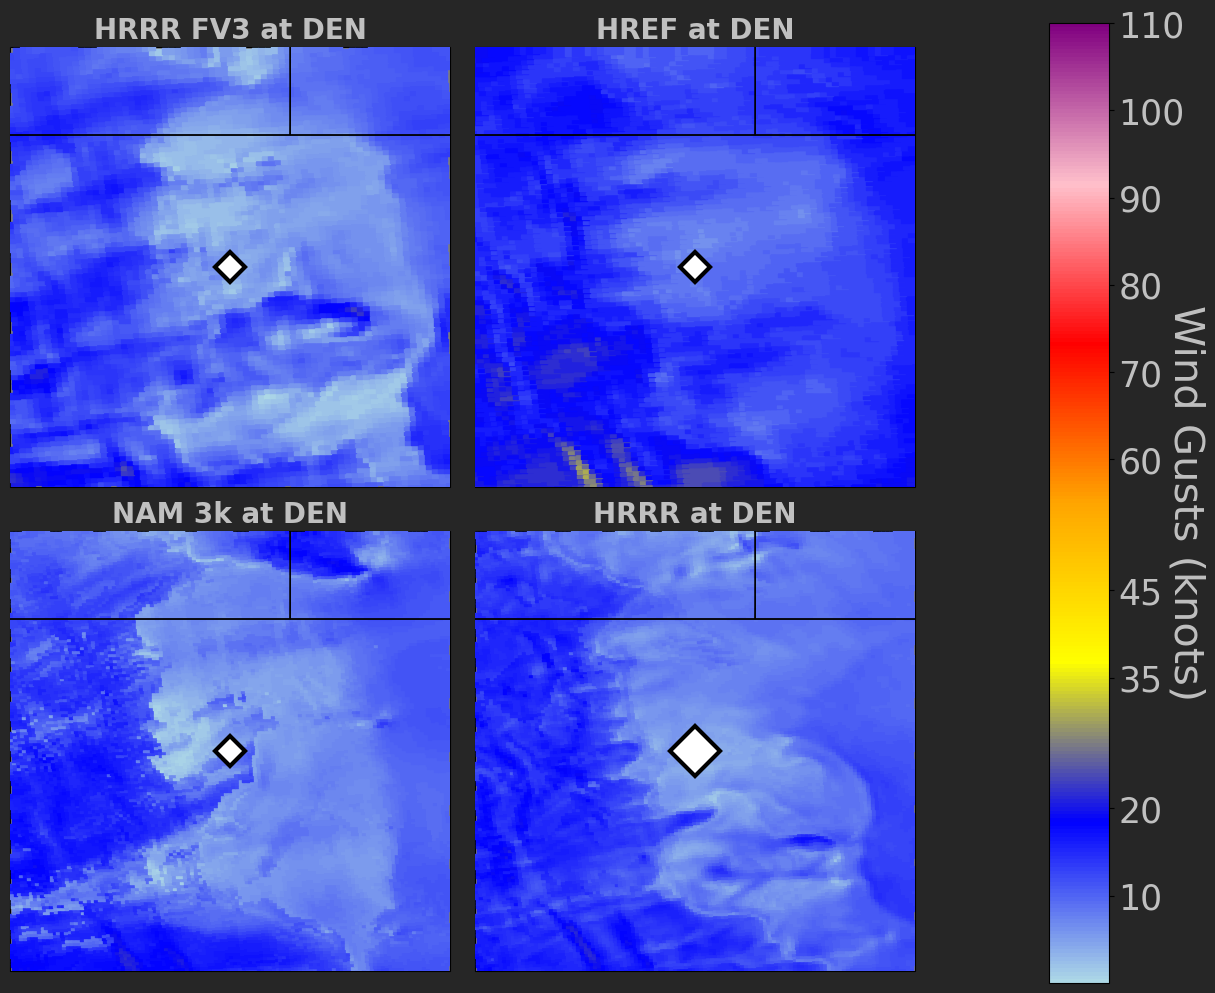 HRRR FV3 at DEN
HREF at DEN
NAM 3k at DEN
HRRR at DEN
110
100
90
80
70
60
45
35
20
10
Wind Gusts (knots)